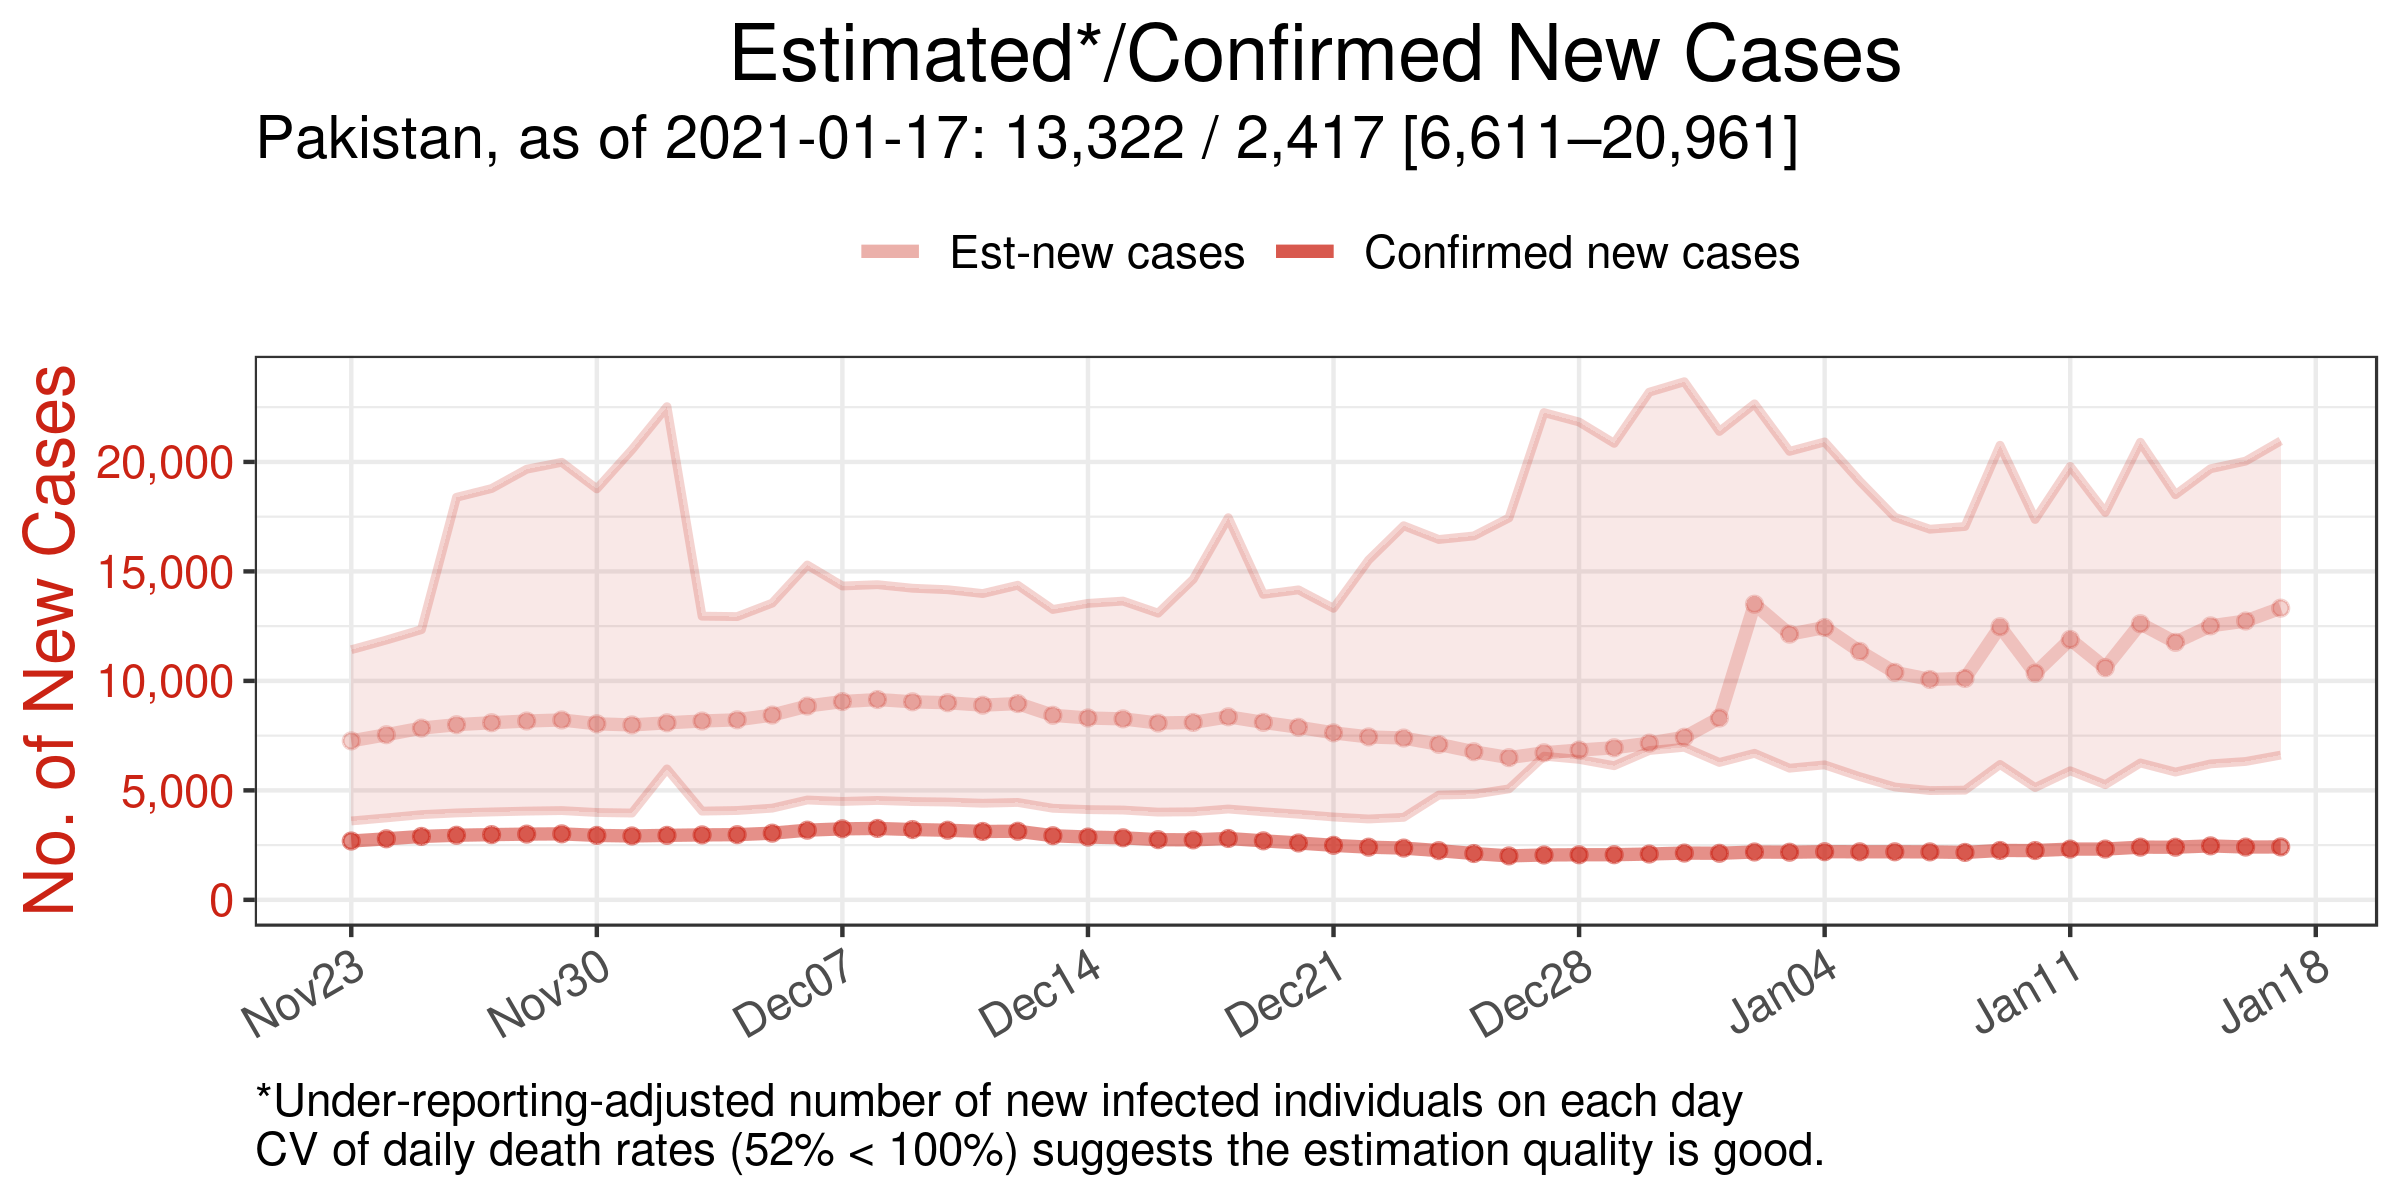 Estimated*/Confirmed New Cases
Pakistan, as of 2021-01-17: 13,322 / 2,417 [6,611–20,961]
Est-new cases
Confirmed new cases
No. of New Cases
20,000
15,000
10,000
5,000
0
Nov23
Nov30
Dec07
Dec14
Dec21
Dec28
Jan04
Jan11
Jan18
*Under-reporting-adjusted number of new infected individuals on each day
CV of daily death rates (52% < 100%) suggests the estimation quality is good.